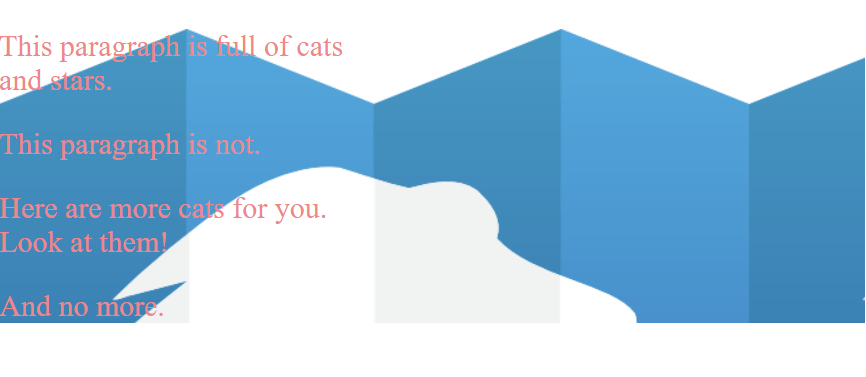 This paragraph is full of cats
and stars.
This paragraph is not.
Here are more cats for you.
Look at them!
And no more.